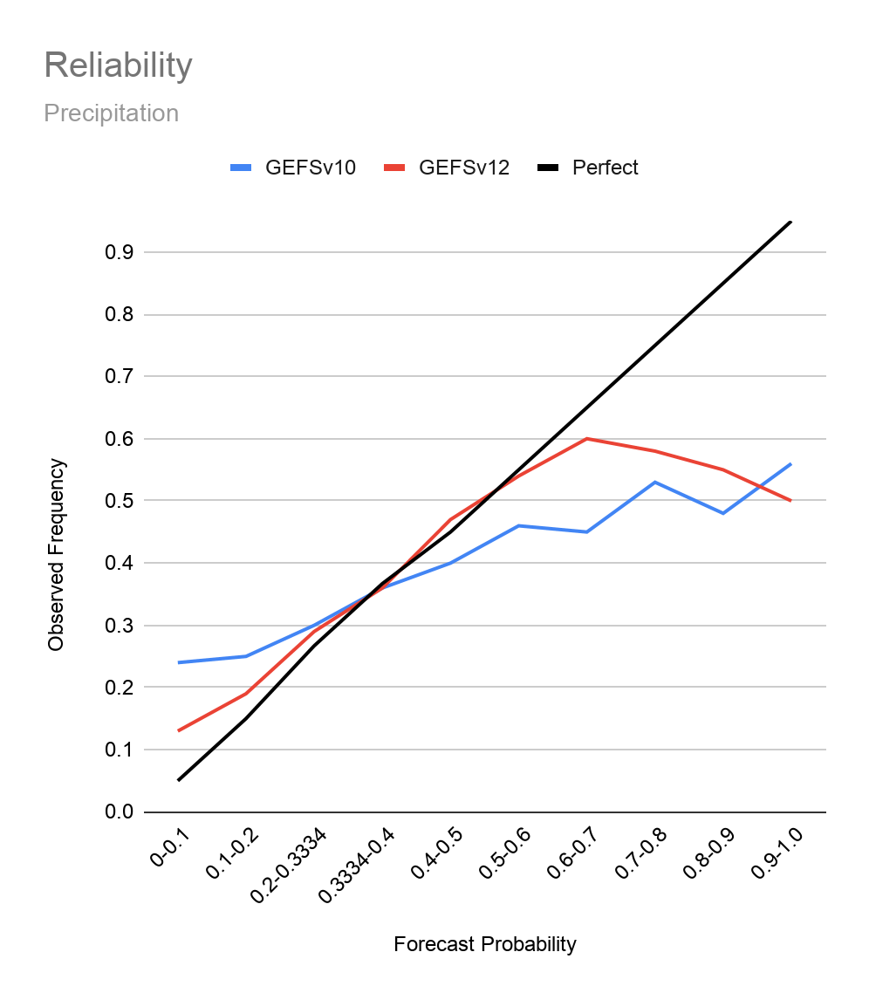 Reliability
Precipitation
GEFSv10 GEFSv12 Perfect
0.9
0.8
0.7
0.6
0.5
0.4
0.3
0.2
0.1
0.0
Observed Frequency
0-0.1 0.1-0.2 0.2-0.3334 0.3334-0.4 0.4-0.5 0.5-0.6 0.6-0.7 0.7-0.8 0.8-0.9 0.9-1.0
Forecast Probability